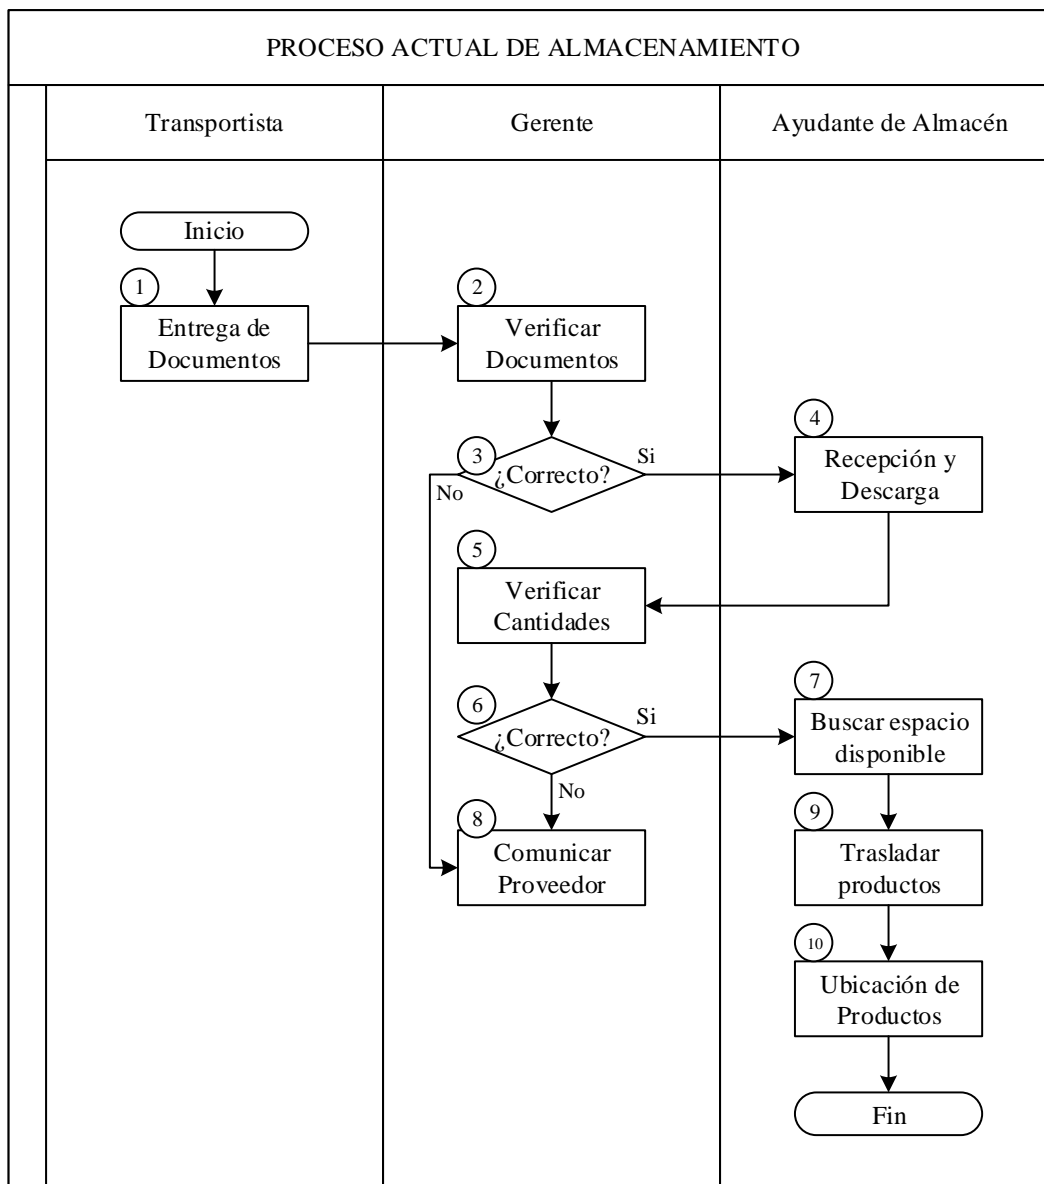 PROCESO ACTUAL DE ALMACENAMIENTO
Transportista
Gerente
Ayudante de Almacén
Inicio
1
Entrega de
Documentos
2
Verificar
Documentos
3
¿Correcto?
Si
No
4
Recepción y
Descarga
5
Verificar
Cantidades
6
¿Correcto?
Si
No
7
Buscar espacio
disponible
8
Comunicar
Proveedor
9
Trasladar
productos
10
Ubicación de
Productos
Fin